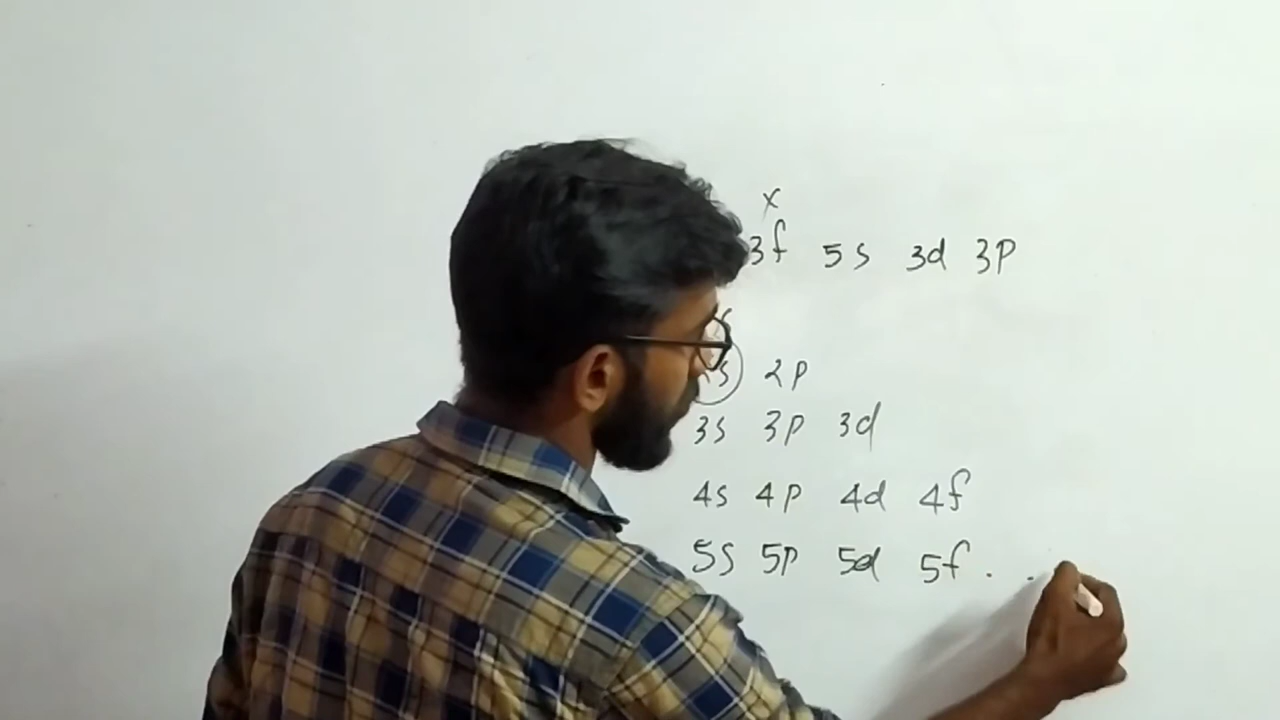 x
3f 5s 3d 3p
s
s 2p
3s 3p 3d
4s 4p 4d 4f
5s 5p 5d 5f . .